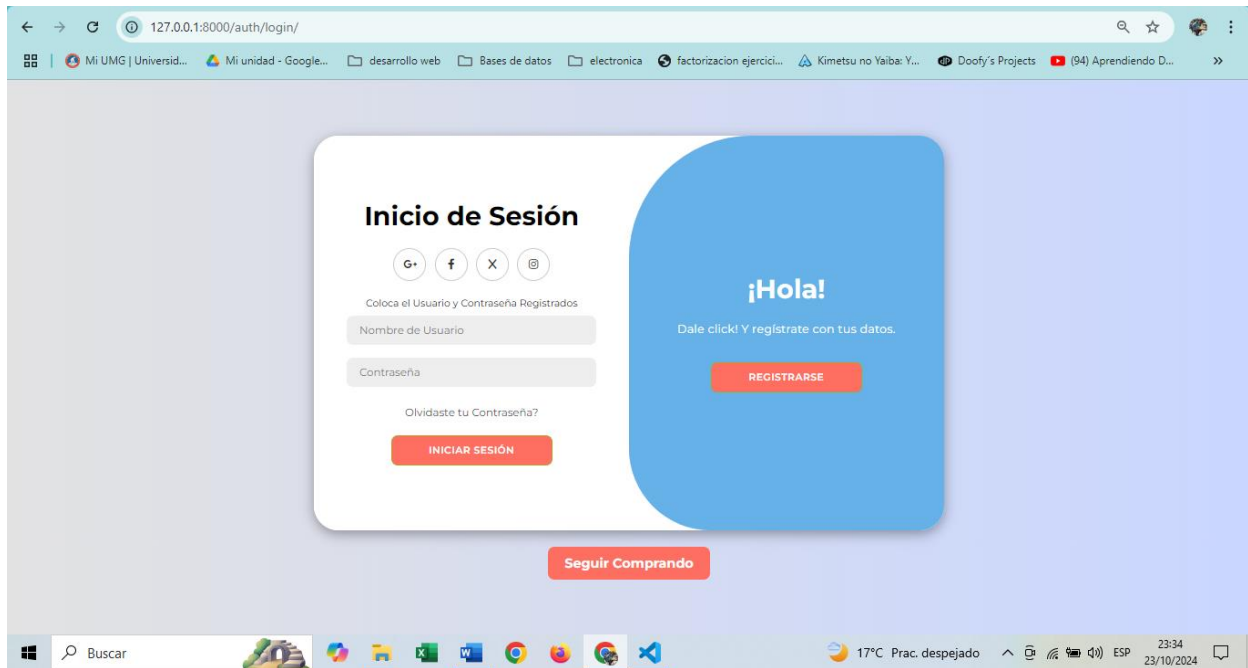 127.0.0.1:8000/auth/login/
Mi UMG | Universid... Mi unidad - Google... desarrollo web Bases de datos electronica factorizacion ejercici... Kimetsu no Yaiba: Y... Doofy's Projects (94) Aprendiendo D... »
Inicio de Sesión
G+ f X
Coloca el Usuario y Contraseña Registrados
Nombre de Usuario
Contraseña
Olvidaste tu Contraseña?
INICIAR SESIÓN
¡Hola!
Dale click! Y regístrate con tus datos.
REGISTRARSE
Seguir Comprando
Buscar
17°C Prac. despejado ESP 23:34
23/10/2024